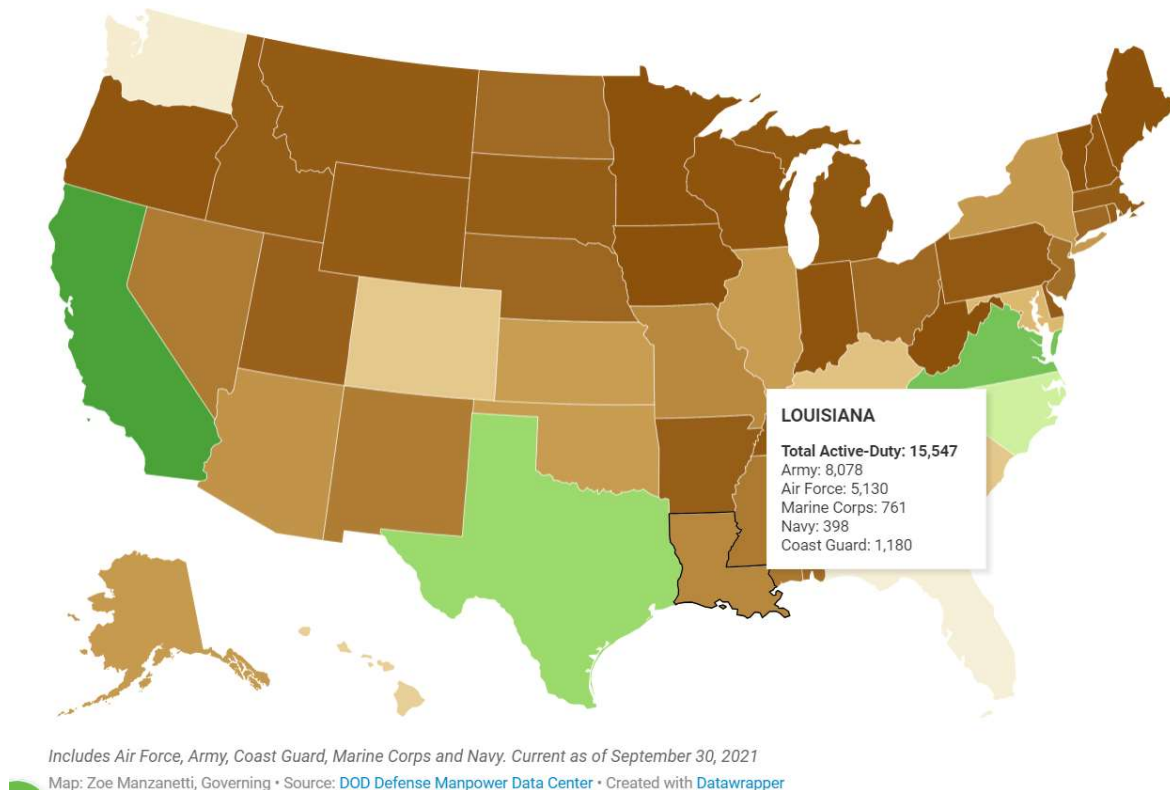 LOUISIANA
Total Active-Duty: 15,547
Army: 8,078
Air Force: 5,130
Marine Corps: 761
Navy: 398
Coast Guard: 1,180
Includes Air Force, Army, Coast Guard, Marine Corps and Navy. Current as of September 30, 2021
Map: Zoe Manzanetti, Governing • Source: DOD Defense Manpower Data Center • Created with Datawrapper